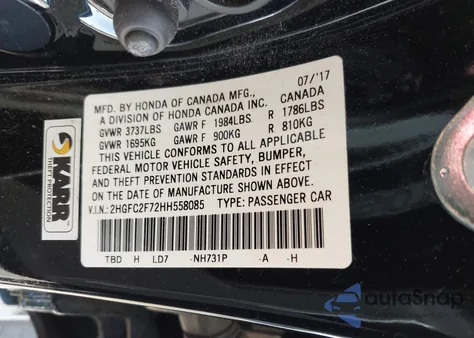 MFD. BY HONDA OF CANADA MFG., 07/'17
A DIVISION OF HONDA CANADA INC. CANADA
GVWR 3737LBS GAWR F 1984LBS. R 1786LBS
GVWR 1695KG GAWR F 900KG R 810KG
THIS VEHICLE CONFORMS TO ALL APPLICABLE
FEDERAL MOTOR VEHICLE SAFETY, BUMPER,
AND THEFT PREVENTION STANDARDS IN EFFECT
ON THE DATE OF MANUFACTURE SHOWN ABOVE.
V.I.N.: 2HGFC2F72HH558085 TYPE: PASSENGER CAR
TBD H LD7 -NH731P -A -H
KARR
THEFT PROTECTION
autoSnap